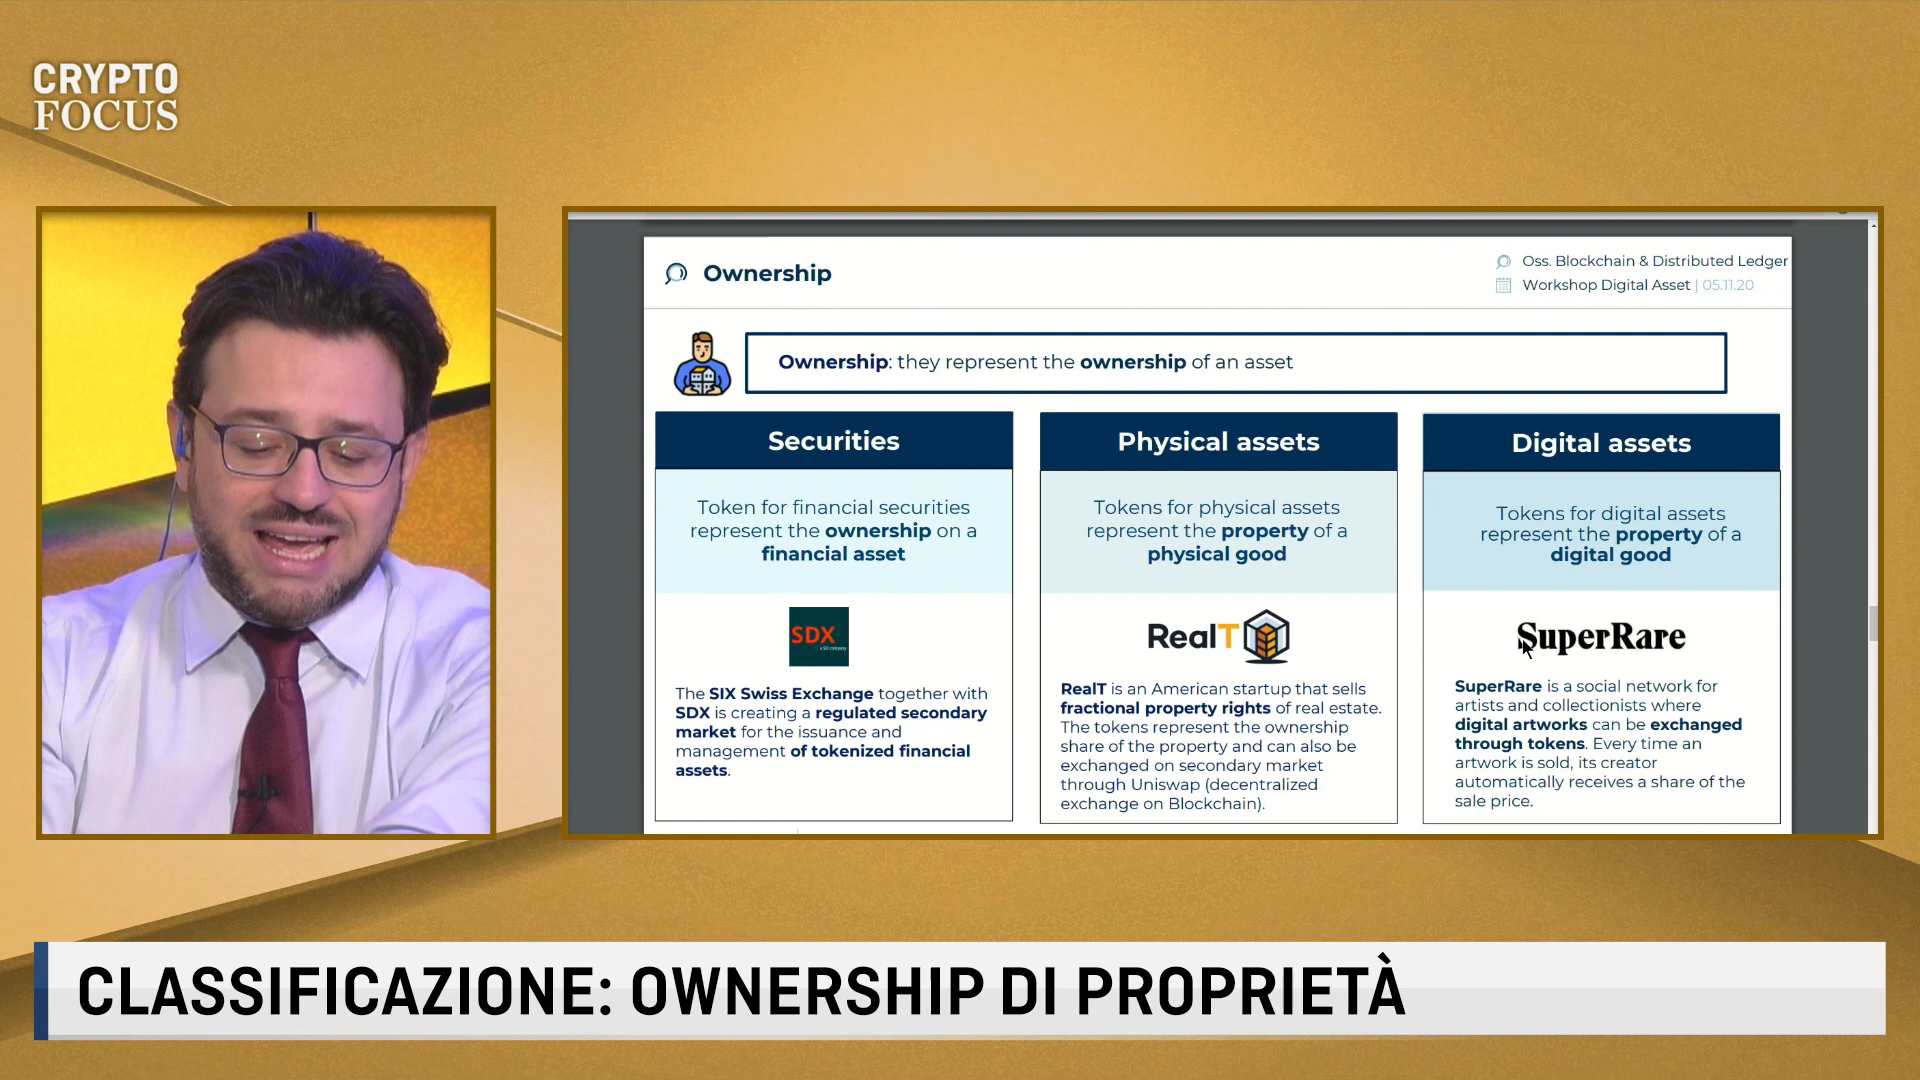 CRYPTO
FOCUS
Ownership
Oss. Blockchain & Distributed Ledger
Workshop Digital Asset | 05.11.20
Ownership: they represent the ownership of an asset
Securities
Token for financial securities
represent the ownership on a
financial asset
SDX
The SIX Swiss Exchange together with
SDX is creating a regulated secondary
market for the issuance and
management of tokenized financial
assets.
Physical assets
Tokens for physical assets
represent the property of a
physical good
RealT
RealT is an American startup that sells
fractional property rights of real estate.
The tokens represent the ownership
share of the property and can also be
exchanged on secondary market
through Uniswap (decentralized
exchange on Blockchain).
Digital assets
Tokens for digital assets
represent the property of a
digital good
SuperRare
SuperRare is a social network for
artists and collectionists where
digital artworks can be exchanged
through tokens. Every time an
artwork is sold, its creator
automatically receives a share of the
sale price.
CLASSIFICAZIONE: OWNERSHIP DI PROPRIETÀ